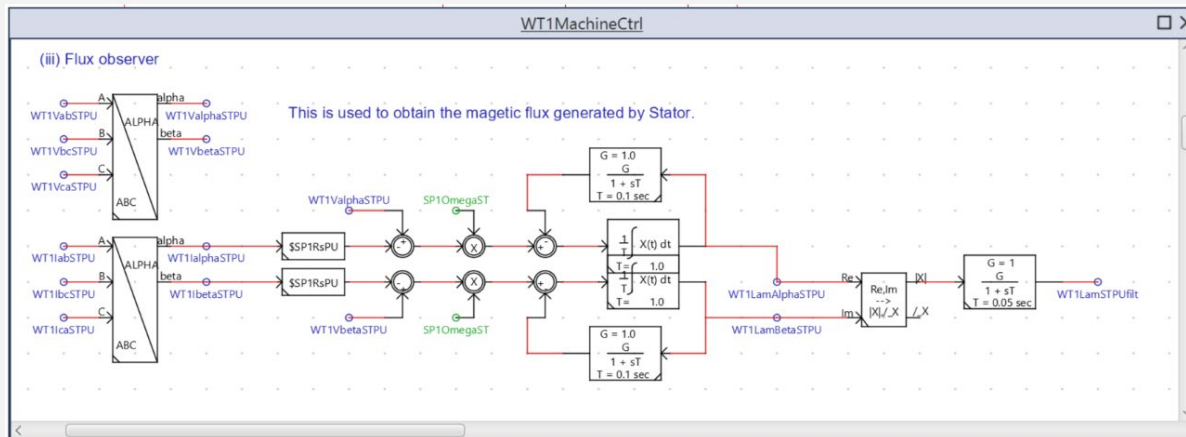 WT1MachineCtrl
(iii) Flux observer
This is used to obtain the magetic flux generated by Stator.
A
alpha
WT1VabSTPU
ALPHA
WT1ValphaSTPU
B
beta
WT1VbcSTPU
WT1VbetaSTPU
C
WT1VcaSTPU
ABC
A
alpha
WT1IabSTPU
ALPHA
WT1IalphaSTPU
B
beta
WT1IbcSTPU
WT1IbetaSTPU
C
WT1IcaSTPU
ABC
$SP1RsPU
$SP1RsPU
WT1ValphaSTPU
SP1OmegaST
- +
X
+ -
- +
X
+ -
WT1VbetaSTPU
SP1OmegaST
G = 1.0
G
1 + sT
T = 0.1 sec
1
T
∫ X(t) dt
T= 1.0
1
T
∫ X(t) dt
T= 1.0
G = 1.0
G
1 + sT
T = 0.1 sec
WT1LamAlphaSTPU
WT1LamBetaSTPU
Re
Im
Re,Im
-->
|X|,/_X
|X|
/_X
G = 1
G
1 + sT
T = 0.05 sec
WT1LamSTPUfilt